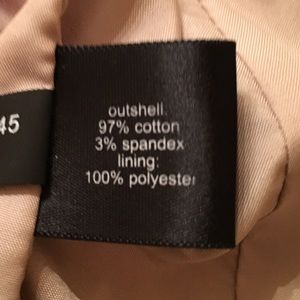 outshell:
97% cotton
3% spandex
lining:
100% polyester
45